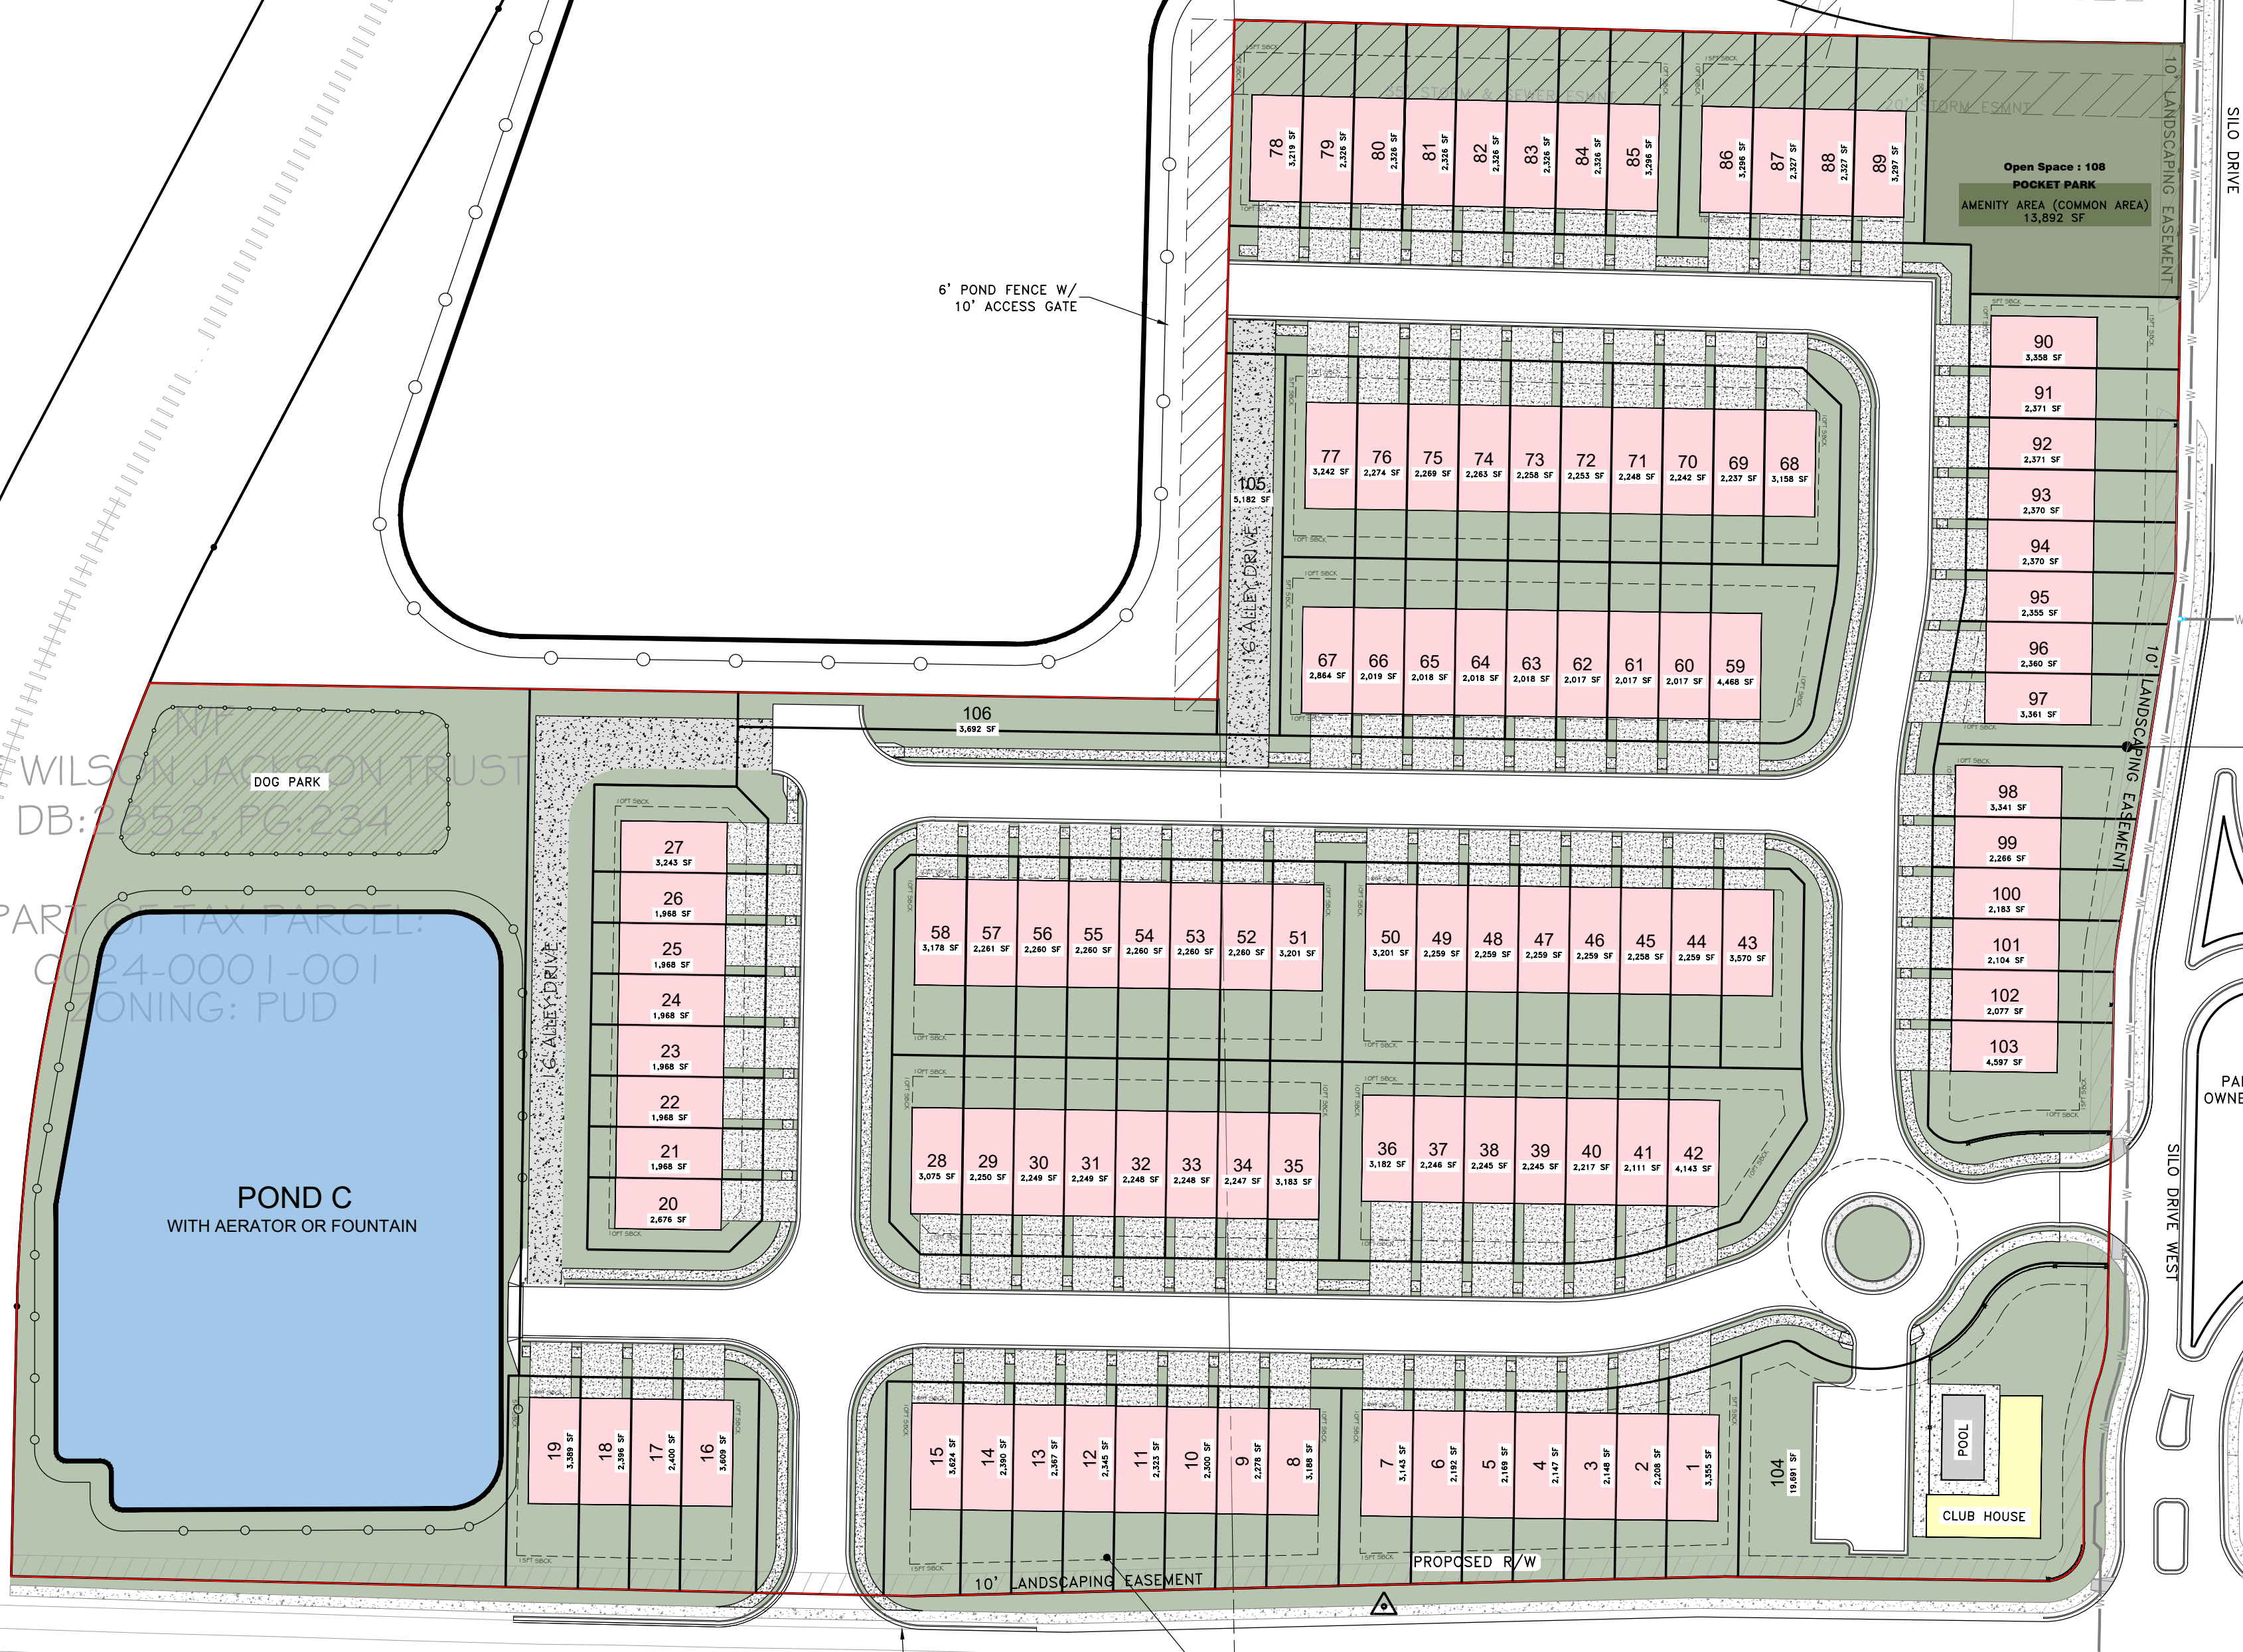 35' STORM & SEWER ESMNT
20' STORM ESMNT
10' LANDSCAPING EASEMENT
SILO DRIVE
78
3,219 SF
79
2,326 SF
80
2,326 SF
81
2,326 SF
82
2,326 SF
83
2,326 SF
84
2,326 SF
85
3,296 SF
86
3,296 SF
87
2,327 SF
88
2,327 SF
89
3,297 SF
Open Space : 108
POCKET PARK
AMENITY AREA (COMMON AREA)
13,892 SF
6' POND FENCE W/
10' ACCESS GATE
90
3,358 SF
91
2,371 SF
92
2,371 SF
93
2,370 SF
94
2,370 SF
95
2,355 SF
96
2,360 SF
97
3,361 SF
105
5,182 SF
16' ALLEY DRIVE
77
3,242 SF
76
2,274 SF
75
2,269 SF
74
2,263 SF
73
2,258 SF
72
2,253 SF
71
2,248 SF
70
2,242 SF
69
2,237 SF
68
3,158 SF
67
2,864 SF
66
2,019 SF
65
2,018 SF
64
2,018 SF
63
2,018 SF
62
2,017 SF
61
2,017 SF
60
2,017 SF
59
4,468 SF
10' LANDSCAPING EASEMENT
106
3,692 SF
N/F
WILSON JACKSON TRUST
DB:2352, PG:234
DOG PARK
PART OF TAX PARCEL:
C024-0001-001
ZONING: PUD
POND C
WITH AERATOR OR FOUNTAIN
16' ALLEY DRIVE
27
3,243 SF
26
1,968 SF
25
1,968 SF
24
1,968 SF
23
1,968 SF
22
1,968 SF
21
1,968 SF
20
2,676 SF
58
3,178 SF
57
2,261 SF
56
2,260 SF
55
2,260 SF
54
2,260 SF
53
2,260 SF
52
2,260 SF
51
3,201 SF
50
3,201 SF
49
2,259 SF
48
2,259 SF
47
2,259 SF
46
2,259 SF
45
2,258 SF
44
2,259 SF
43
3,570 SF
98
3,341 SF
99
2,266 SF
100
2,183 SF
101
2,104 SF
102
2,077 SF
103
4,597 SF
28
3,075 SF
29
2,250 SF
30
2,249 SF
31
2,249 SF
32
2,248 SF
33
2,248 SF
34
2,247 SF
35
3,183 SF
36
3,182 SF
37
2,246 SF
38
2,245 SF
39
2,245 SF
40
2,217 SF
41
2,111 SF
42
4,143 SF
SILO DRIVE WEST
PA
OWNE
19
3,389 SF
18
2,396 SF
17
2,400 SF
16
3,609 SF
15
3,624 SF
14
2,390 SF
13
2,367 SF
12
2,345 SF
11
2,323 SF
10
2,300 SF
9
2,278 SF
8
3,188 SF
7
3,143 SF
6
2,192 SF
5
2,169 SF
4
2,147 SF
3
2,148 SF
2
2,208 SF
1
3,355 SF
104
19,691 SF
POOL
CLUB HOUSE
PROPOSED R/W
10' LANDSCAPING EASEMENT